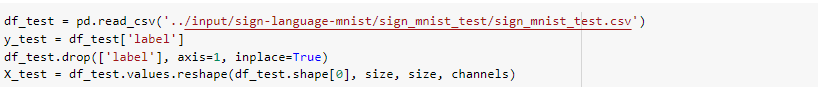 df_test = pd.read_csv('../input/sign-language-mnist/sign_mnist_test/sign_mnist_test.csv')
y_test = df_test['label']
df_test.drop(['label'], axis=1, inplace=True)
X_test = df_test.values.reshape(df_test.shape[0], size, size, channels)